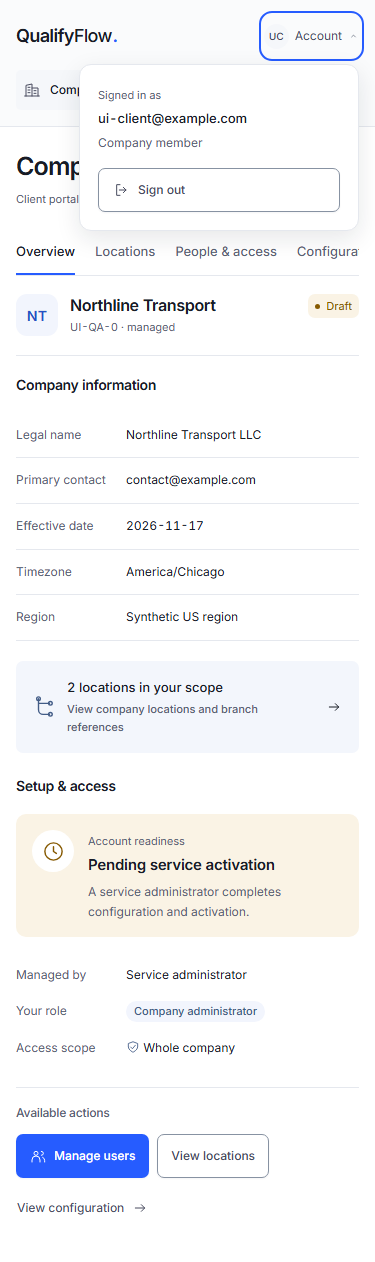 QualifyFlow.
UC Account
Comp
Signed in as
ui-client@example.com
Company member
Sign out
Comp
Client portal
Overview Locations People & access Configurat
NT
Northline Transport
UI-QA-0 · managed
Draft
Company information
Legal name Northline Transport LLC
Primary contact contact@example.com
Effective date 2026-11-17
Timezone America/Chicago
Region Synthetic US region
2 locations in your scope
View company locations and branch
references
Setup & access
Account readiness
Pending service activation
A service administrator completes
configuration and activation.
Managed by Service administrator
Your role Company administrator
Access scope Whole company
Available actions
Manage users View locations
View configuration